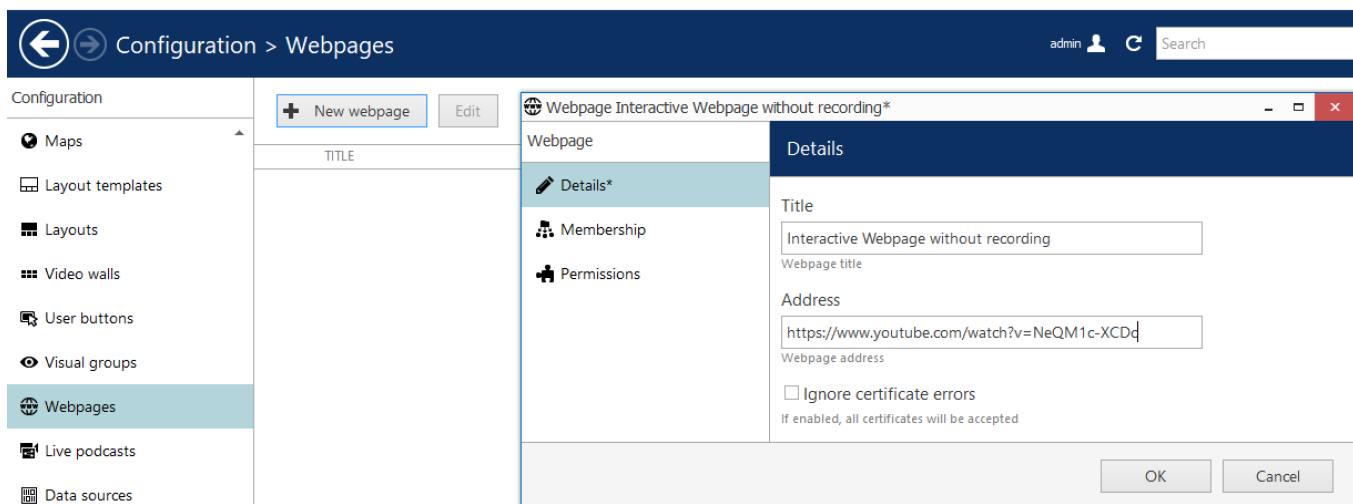 Configuration > Webpages
admin
Search
Configuration
Maps
Layout templates
Layouts
Video walls
User buttons
Visual groups
Webpages
Live podcasts
Data sources
New webpage
Edit
TITLE
Webpage Interactive Webpage without recording*
Webpage
Details*
Membership
Permissions
Details
Title
Interactive Webpage without recording
Webpage title
Address
https://www.youtube.com/watch?v=NeQM1c-XCDc
Webpage address
Ignore certificate errors
If enabled, all certificates will be accepted
OK
Cancel